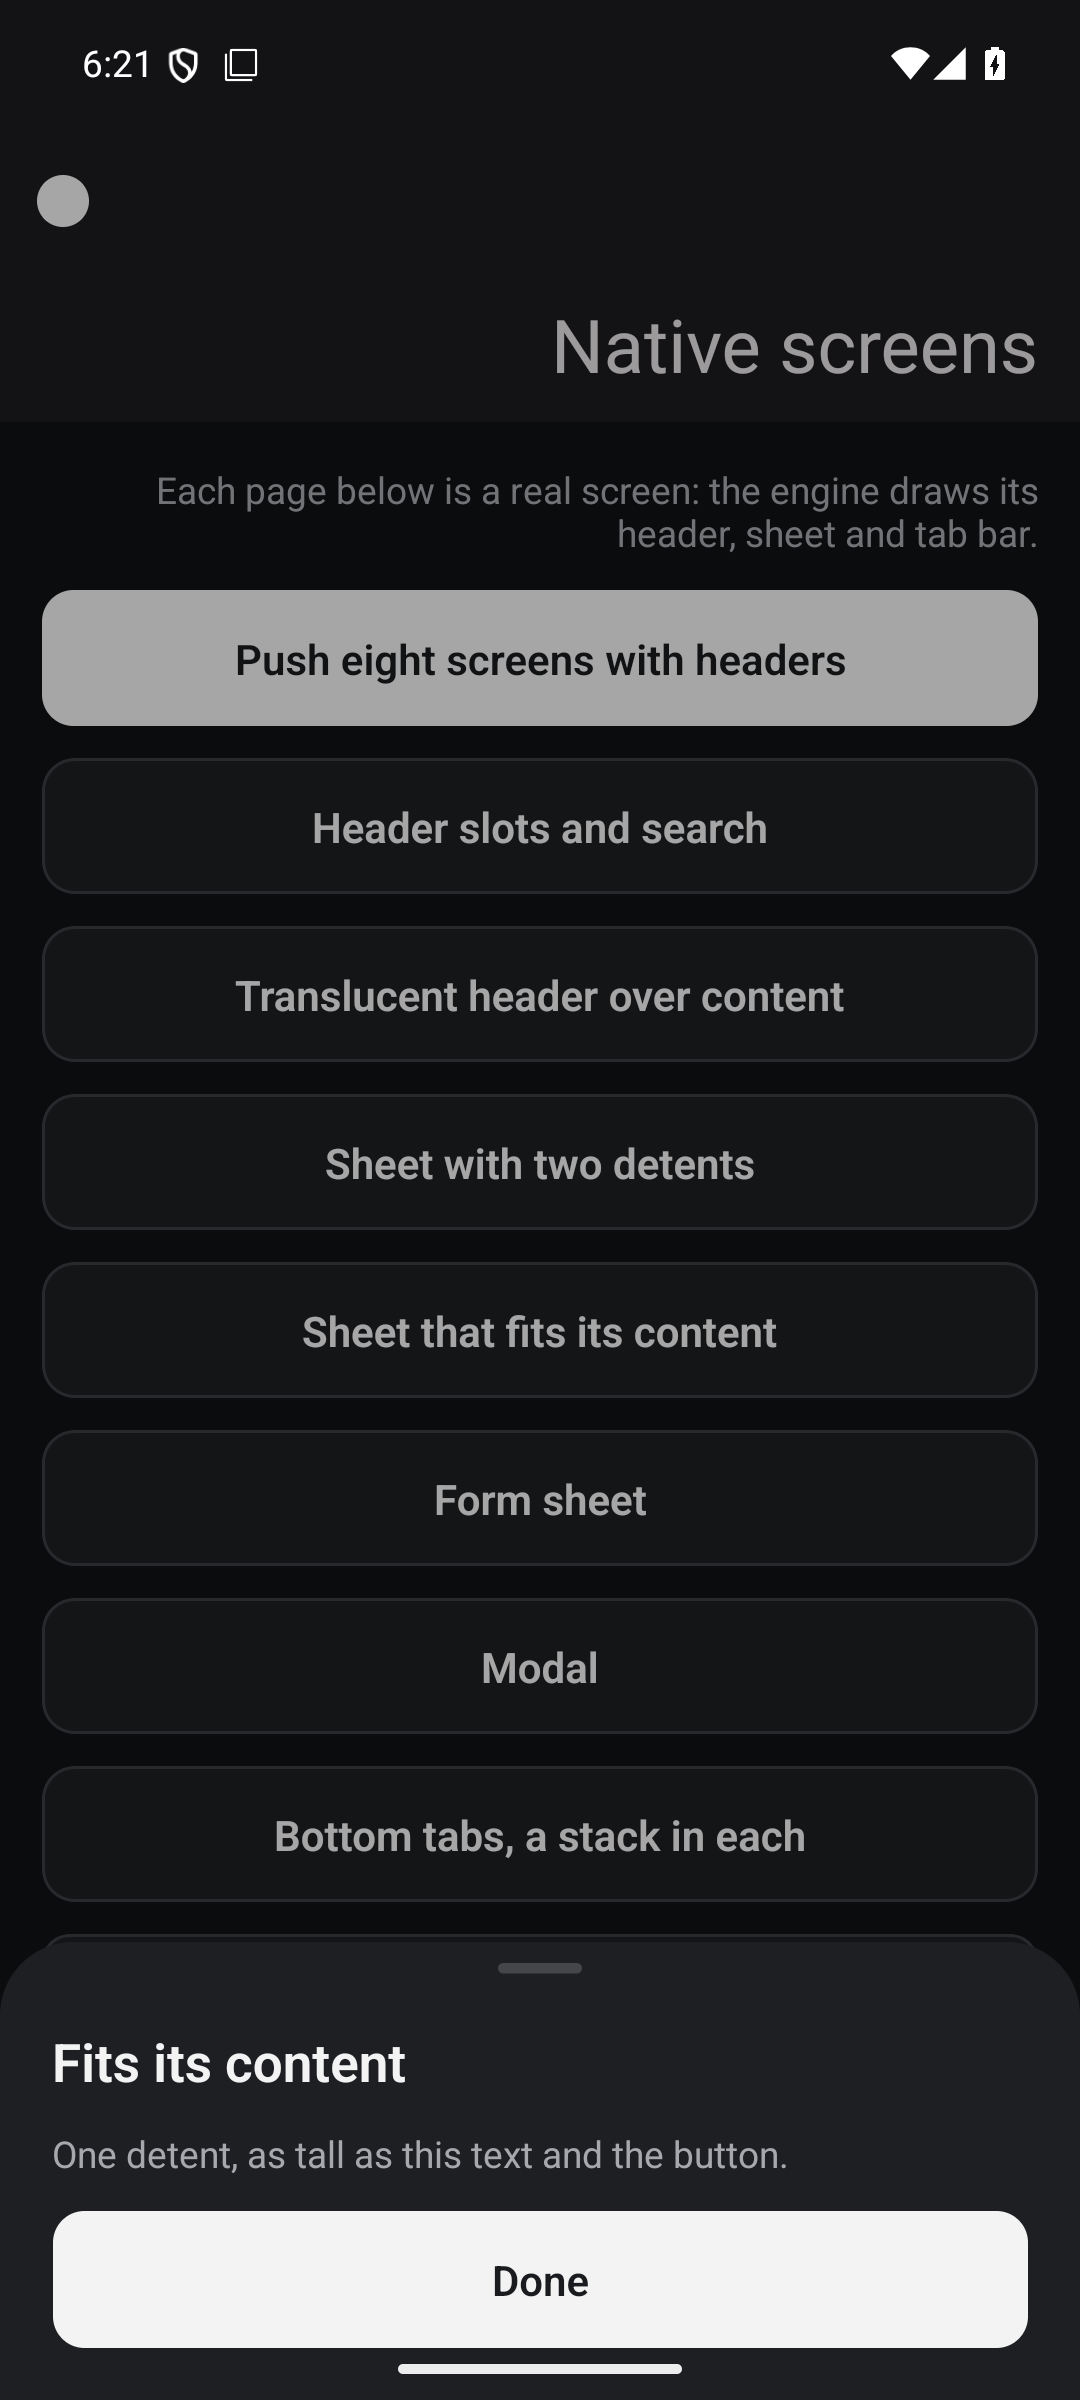 6:21
Native screens
Each page below is a real screen: the engine draws its
header, sheet and tab bar.
Push eight screens with headers
Header slots and search
Translucent header over content
Sheet with two detents
Sheet that fits its content
Form sheet
Modal
Bottom tabs, a stack in each
Fits its content
One detent, as tall as this text and the button.
Done